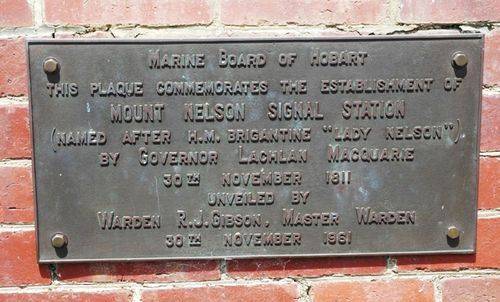 MARINE BOARD OF HOBART
THIS PLAQUE COMMEMORATES THE ESTABLISHMENT OF
MOUNT NELSON SIGNAL STATION
(NAMED AFTER H.M. BRIGANTINE "LADY NELSON")
BY GOVERNOR LACHLAN MACQUARIE
30TH NOVEMBER 1811
UNVEILED BY
WARDEN R.J. GIBSON, MASTER WARDEN
30TH NOVEMBER 1961